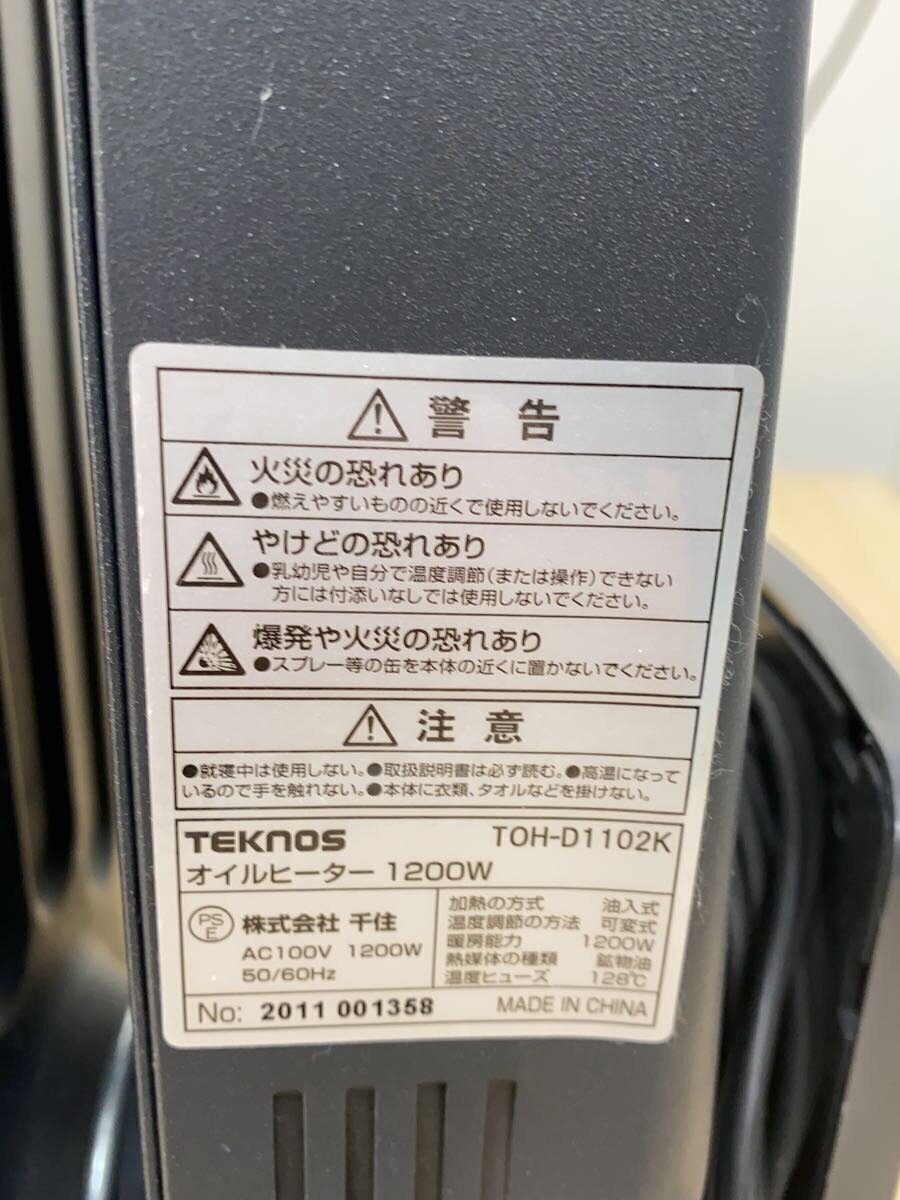 警 告
火災の恐れあり
●燃えやすいものの近くで使用しないでください。
やけどの恐れあり
●乳幼児や自分で温度調節(または操作)できない
方には付添いなしでは使用しないでください。
爆発や火災の恐れあり
●スプレー等の缶を本体の近くに置かないでください。
注 意
●就寝中は使用しない。●取扱説明書は必ず読む。●高温になって
いるので手を触れない。●本体に衣類、タオルなどを掛けない。
TEKNOS TOH-D1102K
オイルヒーター 1200W
PSE 株式会社 千住
AC100V 1200W
50/60Hz
加熱の方式 油入式
温度調節の方法 可変式
暖房能力 1200W
熱媒体の種類 鉱物油
温度ヒューズ 128℃
No: 2011 001358 MADE IN CHINA